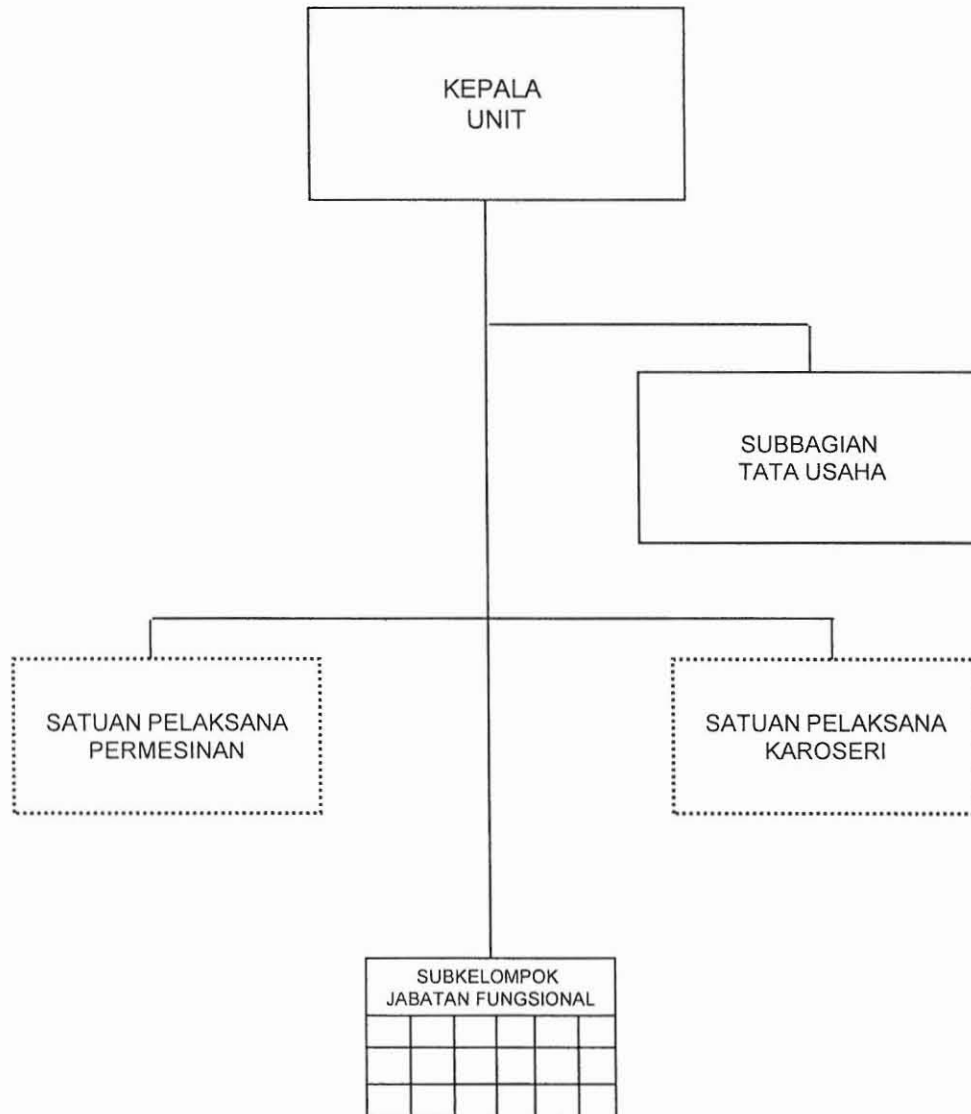 KEPALA
UNIT
SUBBAGIAN
TATA USAHA
SATUAN PELAKSANA
PERMESINAN
SATUAN PELAKSANA
KAROSERI
SUBKELOMPOK
JABATAN FUNGSIONAL